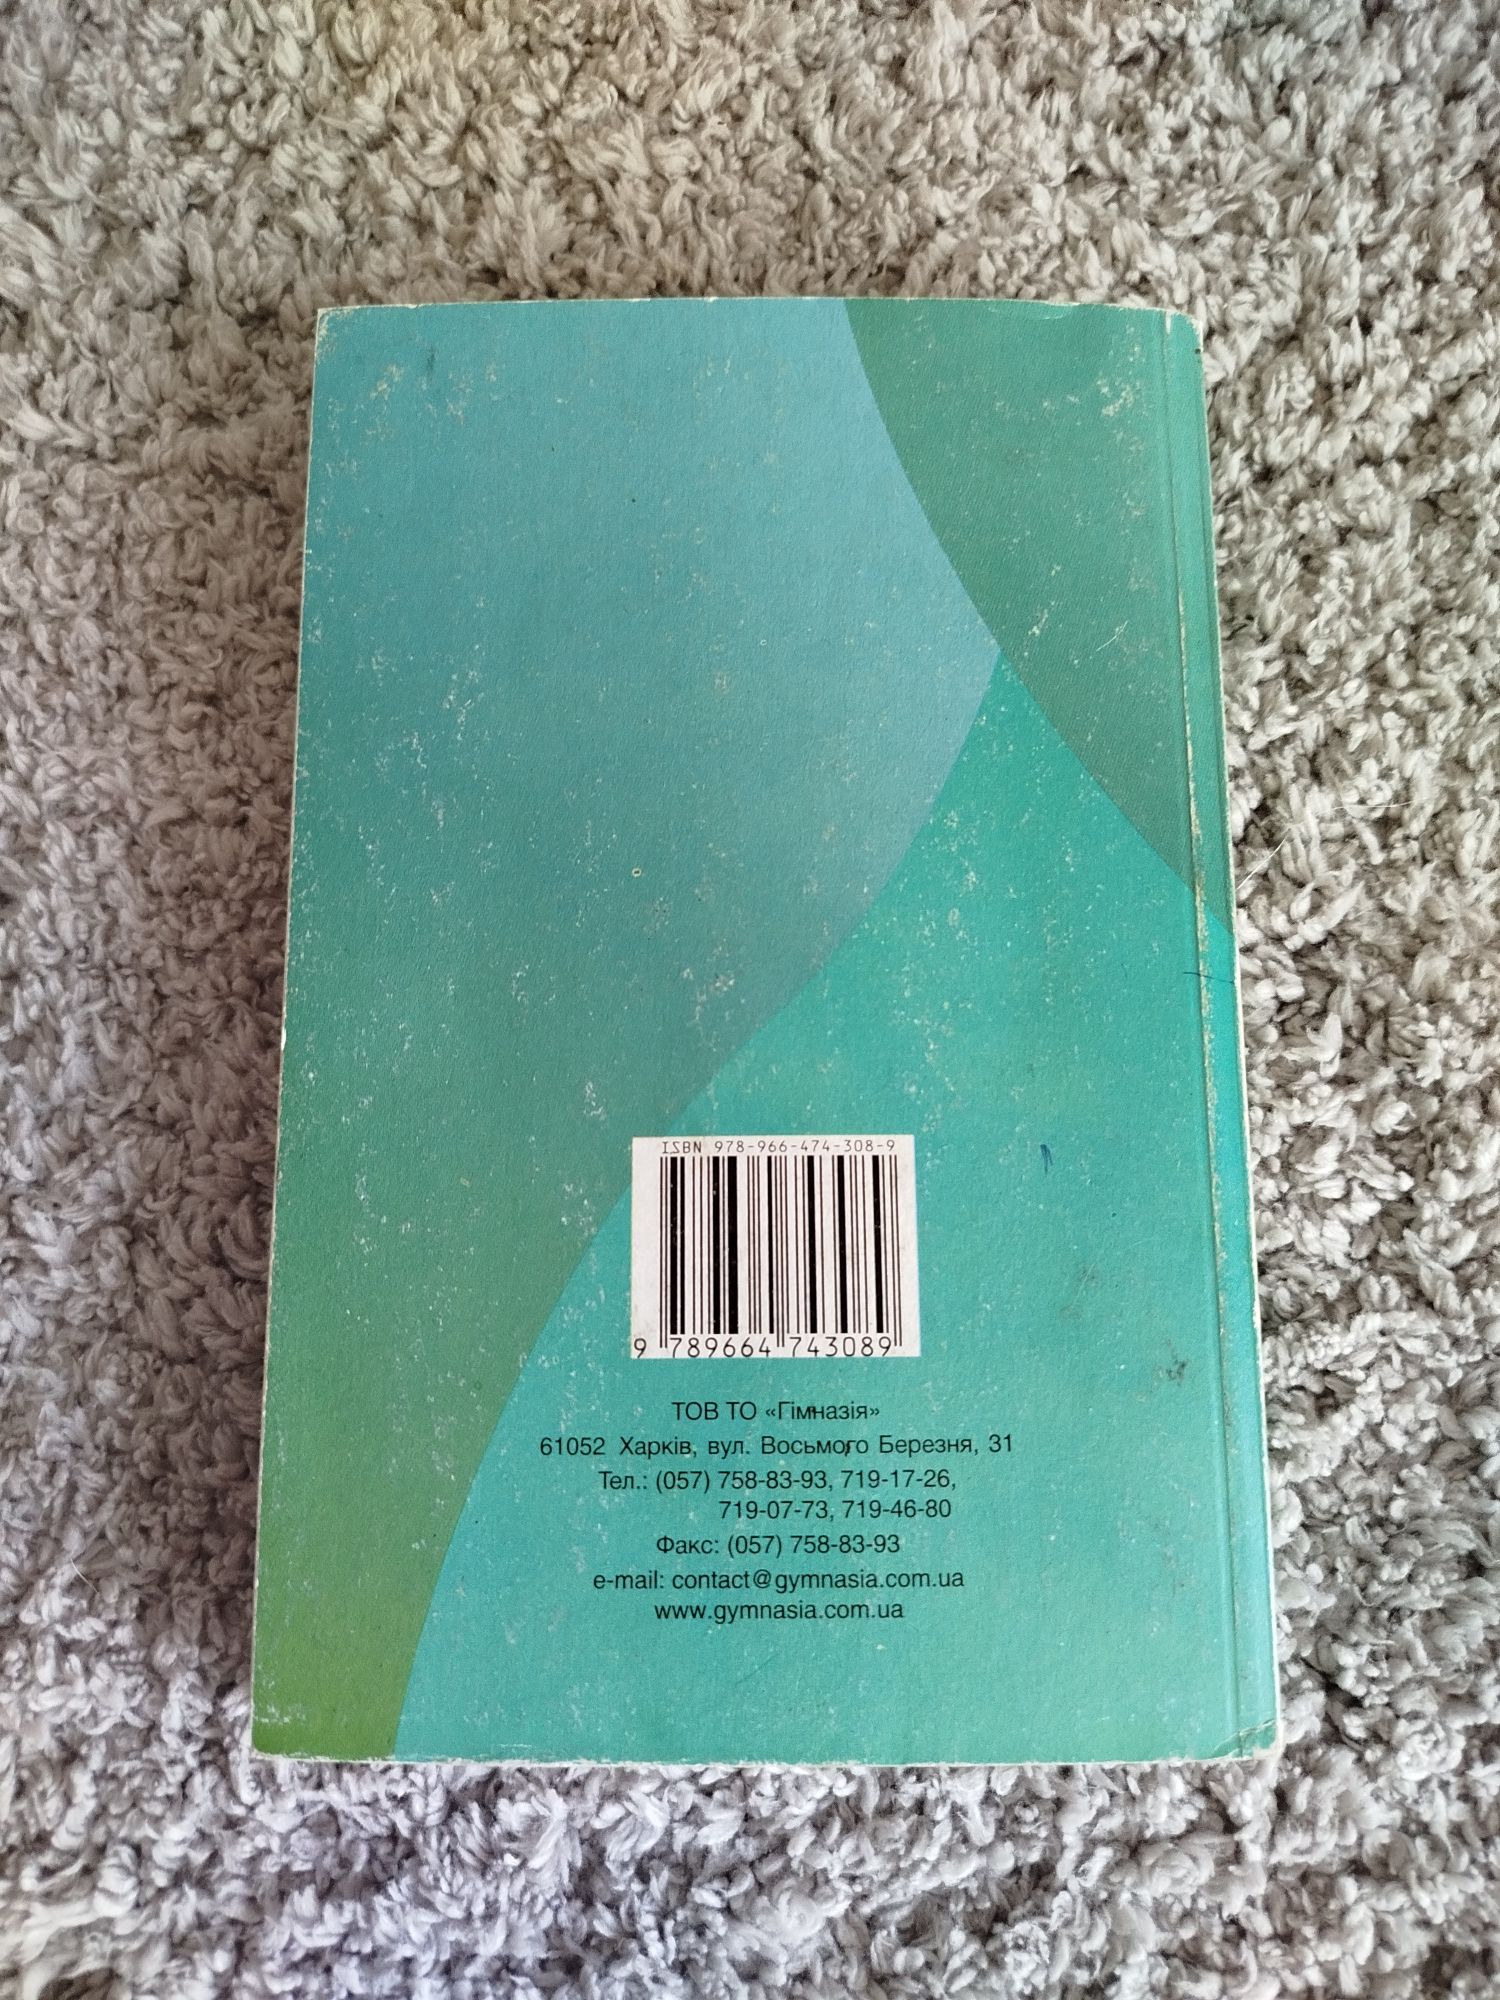 ISBN 978-966-474-308-9
9 789664 743089
ТОВ ТО «Гімназія»
61052 Харків, вул. Восьмого Березня, 31
Тел.: (057) 758-83-93, 719-17-26,
719-07-73, 719-46-80
Факс: (057) 758-83-93
e-mail: contact@gymnasia.com.ua
www.gymnasia.com.ua